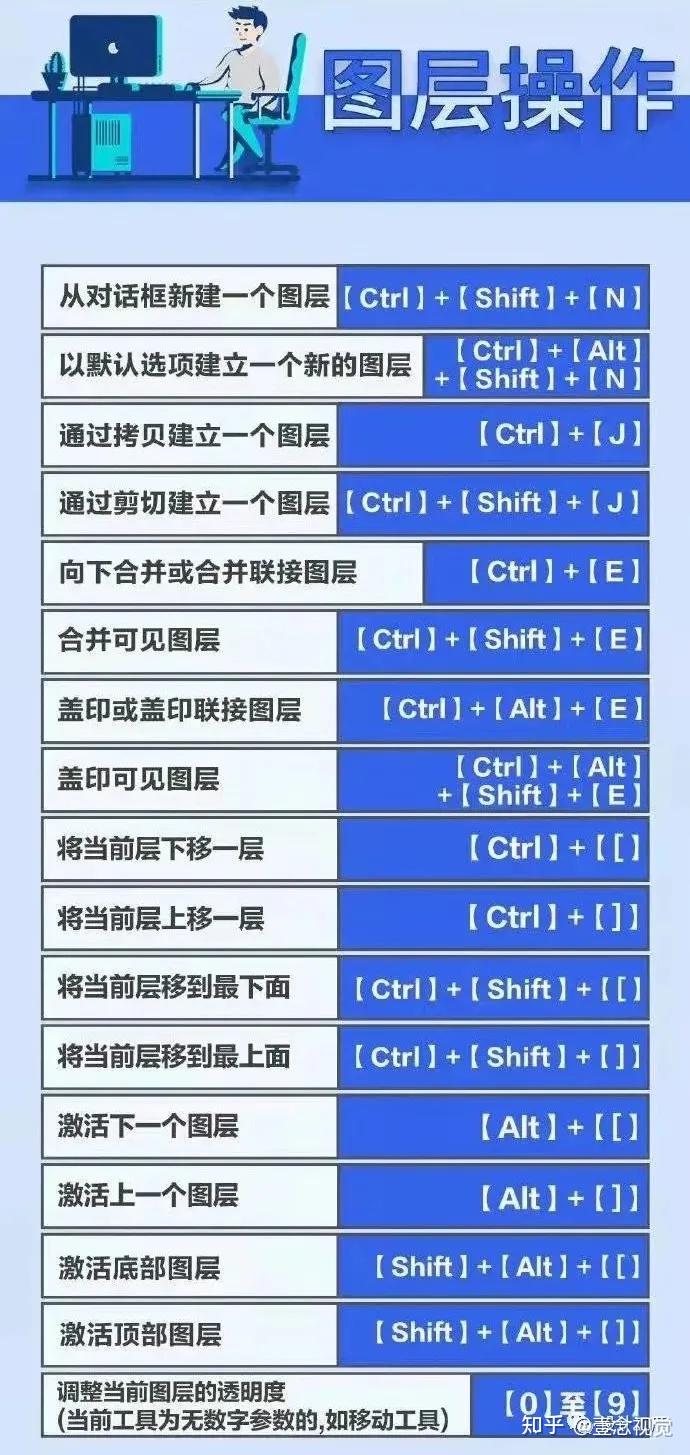 图层操作
从对话框新建一个图层【Ctrl】+【Shift】+【N】
以默认选项建立一个新的图层【Ctrl】+【Alt】
+【Shift】+【N】
通过拷贝建立一个图层【Ctrl】+【J】
通过剪切建立一个图层【Ctrl】+【Shift】+【J】
向下合并或合并联接图层【Ctrl】+【E】
合并可见图层【Ctrl】+【Shift】+【E】
盖印或盖印联接图层【Ctrl】+【Alt】+【E】
盖印可见图层【Ctrl】+【Alt】
+【Shift】+【E】
将当前层下移一层【Ctrl】+【[】
将当前层上移一层【Ctrl】+【]】
将当前层移到最下面【Ctrl】+【Shift】+【[】
将当前层移到最上面【Ctrl】+【Shift】+【]】
激活下一个图层【Alt】+【[】
激活上一个图层【Alt】+【]】
激活底部图层【Shift】+【Alt】+【[】
激活顶部图层【Shift】+【Alt】+【]】
调整当前图层的透明度
(当前工具为无数字参数的,如移动工具)
【0】至【9】
知乎 @壹念视觉